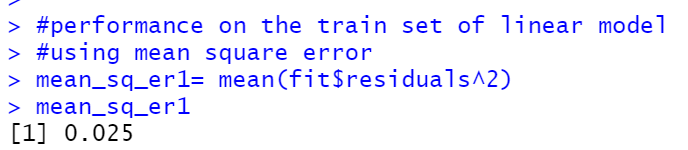 >
> #performance on the train set of linear model
> #using mean square error
> mean_sq_er1= mean(fit$residuals^2)
> mean_sq_er1
[1] 0.025